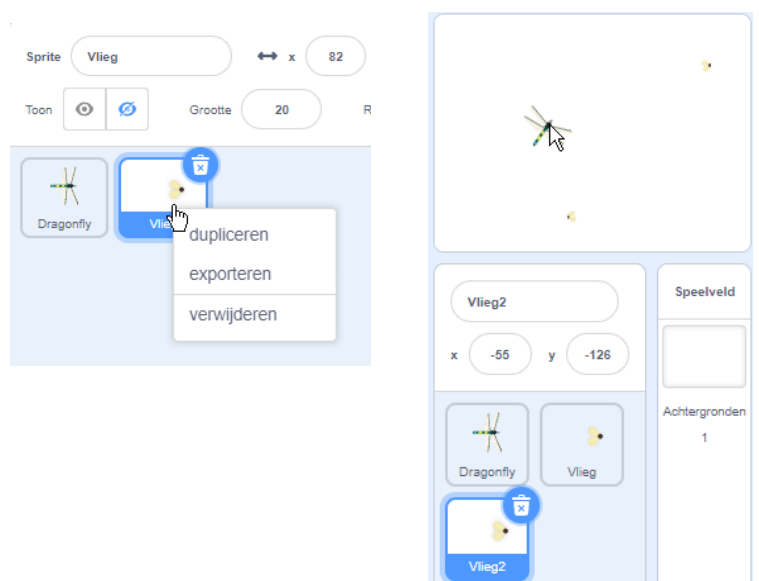 Sprite Vlieg x 82
Toon Grootte 20 R
Dragonfly
dupliceren
exporteren
verwijderen
Vlieg2
x -55 y -126
Dragonfly Vlieg
Vlieg2
Speelveld
Achtergronden
1